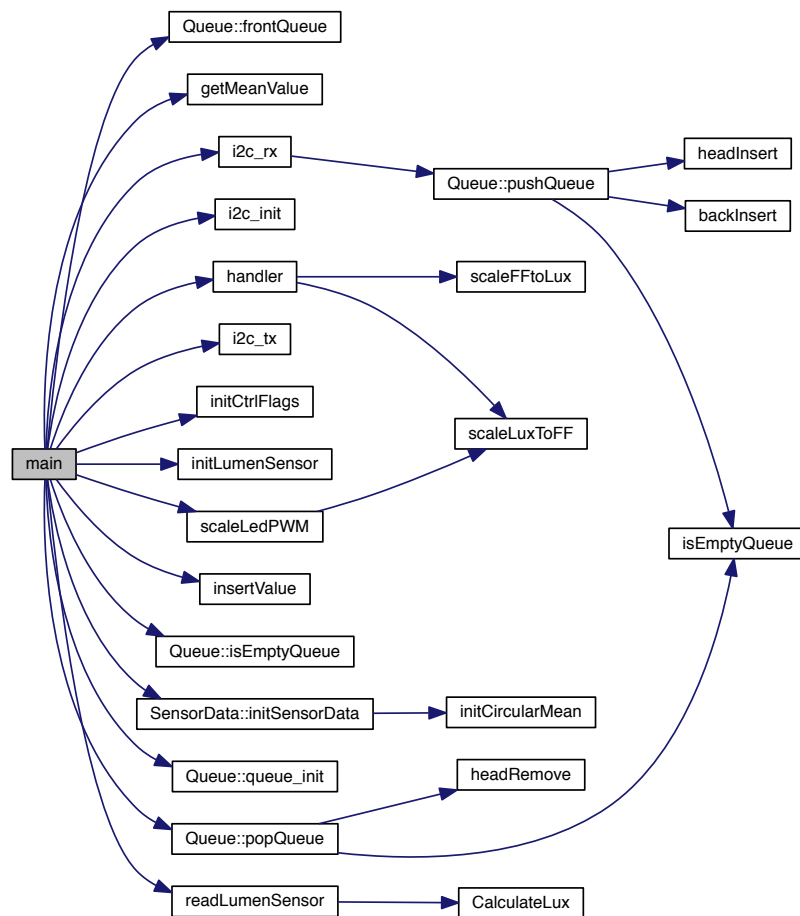 Queue::frontQueue
getMeanValue
i2c_rx
headInsert
Queue::pushQueue
backInsert
i2c_init
handler
scaleFFtoLux
i2c_tx
initCtrlFlags
scaleLuxToFF
main
initLumenSensor
scaleLedPWM
isEmptyQueue
insertValue
Queue::isEmptyQueue
SensorData::initSensorData
initCircularMean
Queue::queue_init
headRemove
Queue::popQueue
readLumenSensor
CalculateLux